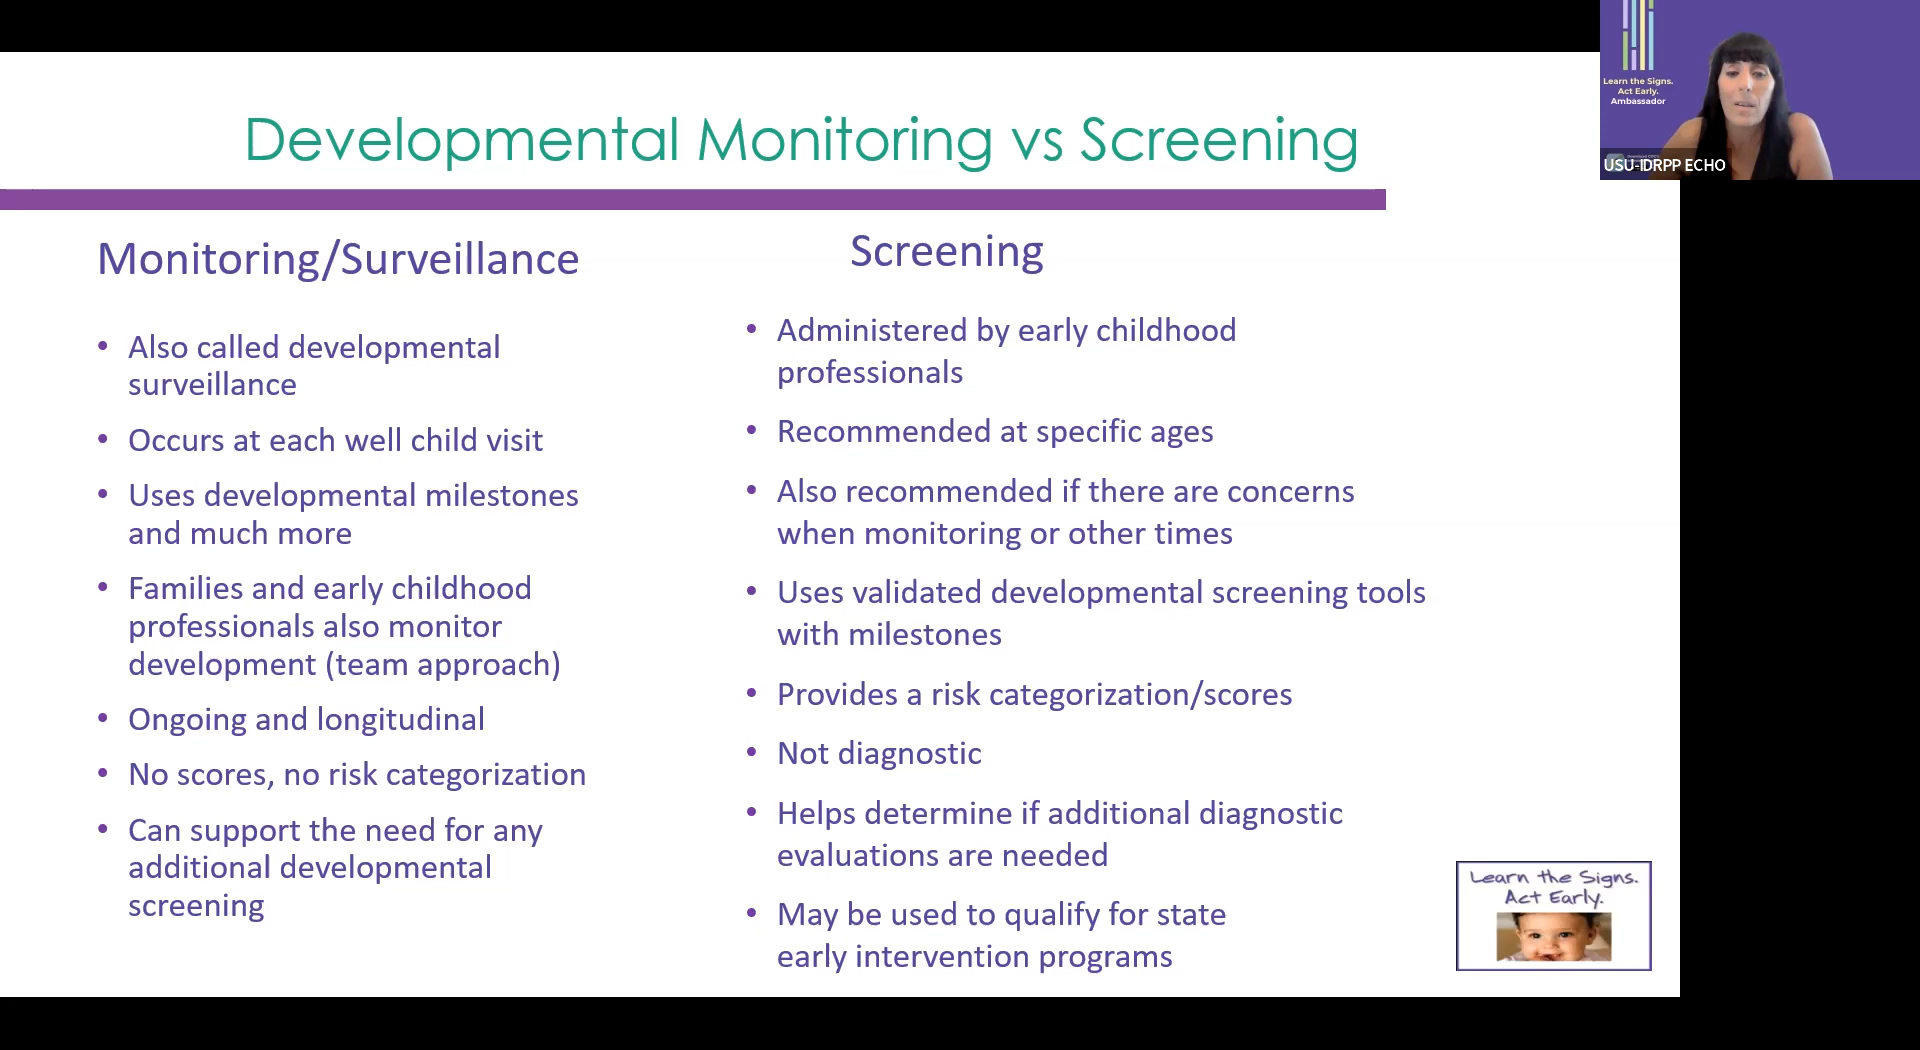 Developmental Monitoring vs Screening
Learn the Signs.
Act Early.
Ambassador
USU-IDRPP ECHO
Monitoring/Surveillance
• Also called developmental
surveillance
• Occurs at each well child visit
• Uses developmental milestones
and much more
• Families and early childhood
professionals also monitor
development (team approach)
• Ongoing and longitudinal
• No scores, no risk categorization
• Can support the need for any
additional developmental
screening
Screening
• Administered by early childhood
professionals
• Recommended at specific ages
• Also recommended if there are concerns
when monitoring or other times
• Uses validated developmental screening tools
with milestones
• Provides a risk categorization/scores
• Not diagnostic
• Helps determine if additional diagnostic
evaluations are needed
• May be used to qualify for state
early intervention programs
Learn the Signs.
Act Early.